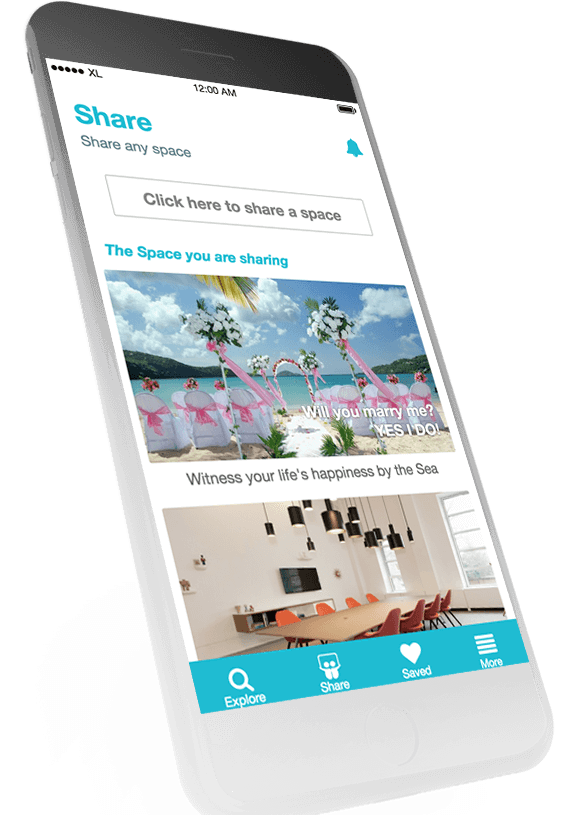 XL
12:00 AM
Share
Share any space
Click here to share a space
The Space you are sharing
Will you marry me?
YES I DO!
Witness your life's happiness by the Sea
Explore
Share
Saved
More